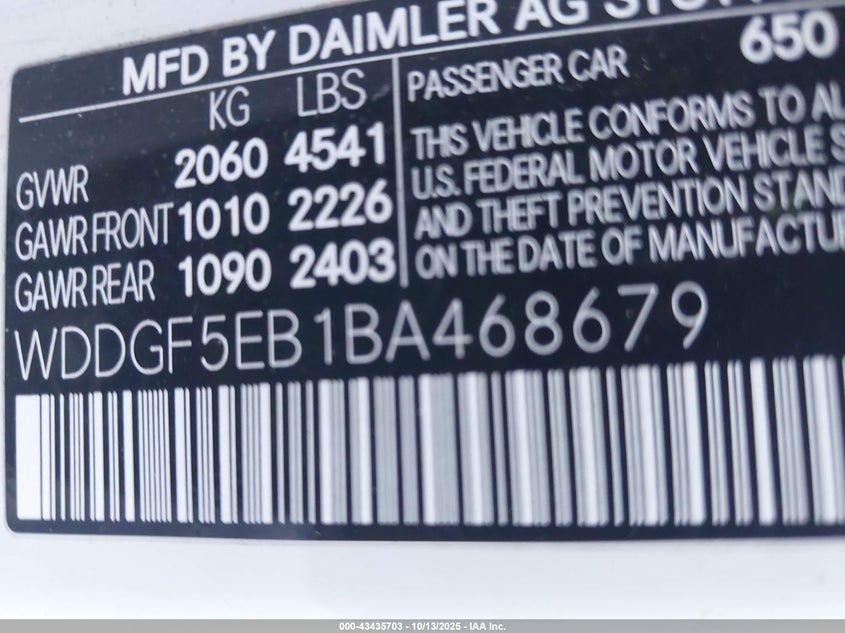 MFD BY DAIMLER AG
KG LBS
GVWR 2060 4541
GAWR FRONT 1010 2226
GAWR REAR 1090 2403
650
PASSENGER CAR
THIS VEHICLE CONFORMS TO AL
U.S. FEDERAL MOTOR VEHICLE S
AND THEFT PREVENTION STAND
ON THE DATE OF MANUFACTU
WDDGF5EB1BA468679
000-43435703 - 10/13/2025 - IAA Inc.